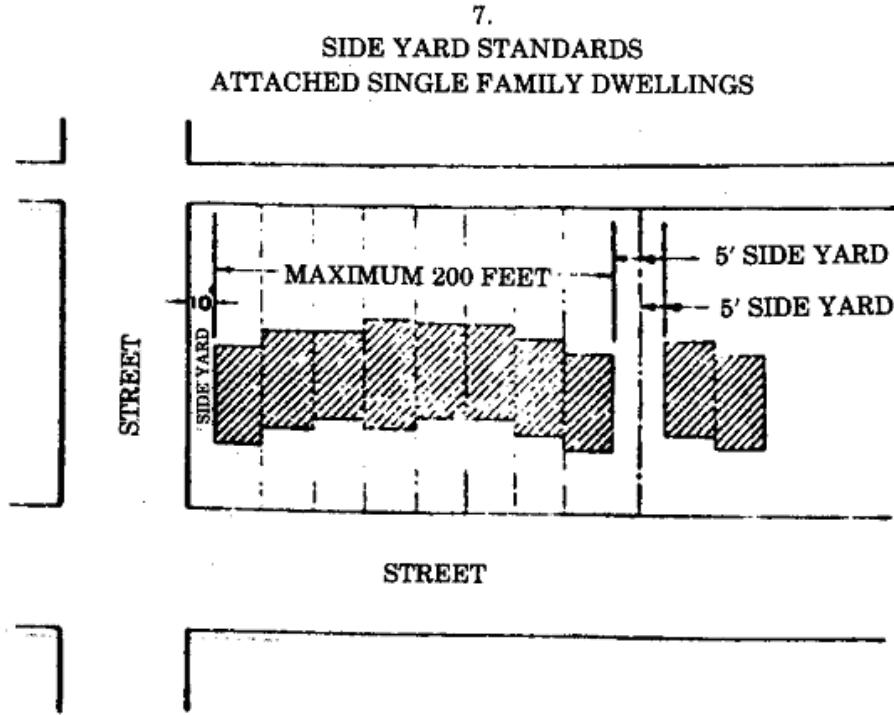 7.
SIDE YARD STANDARDS
ATTACHED SINGLE FAMILY DWELLINGS
5′ SIDE YARD
MAXIMUM 200 FEET
5′ SIDE YARD
10′
SIDE YARD
STREET
STREET